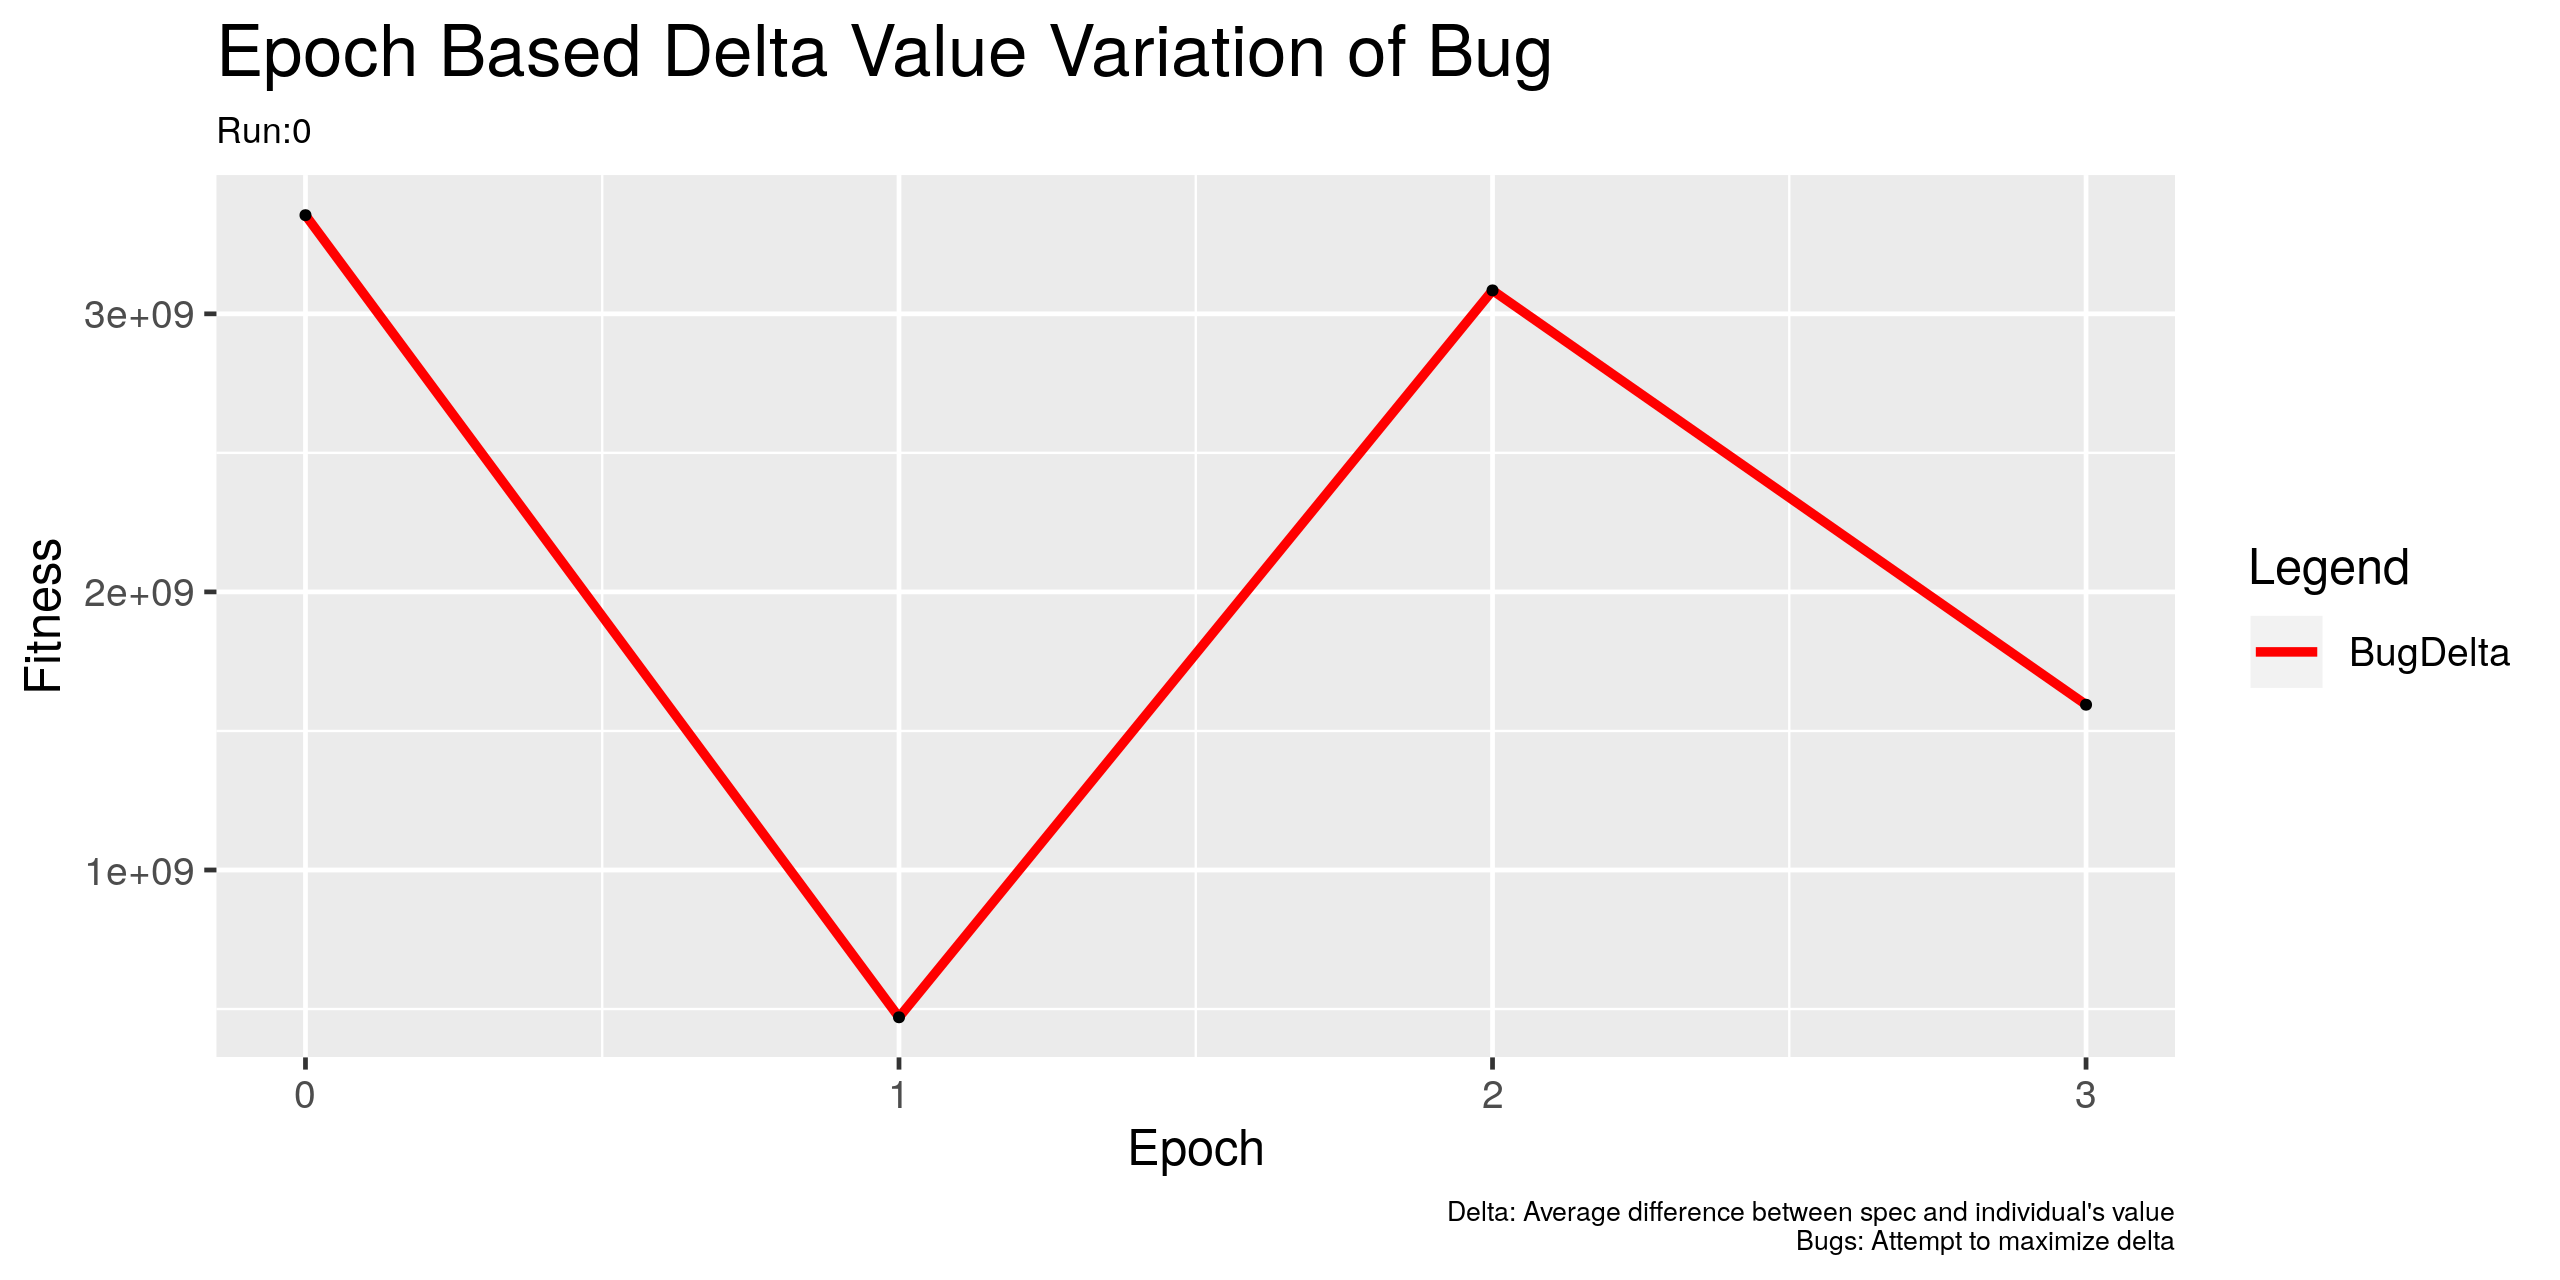 Epoch Based Delta Value Variation of Bug
Run:0
3e+09
2e+09
1e+09
Fitness
0 1 2 3
Epoch
Legend
BugDelta
Delta: Average difference between spec and individual's value
Bugs: Attempt to maximize delta